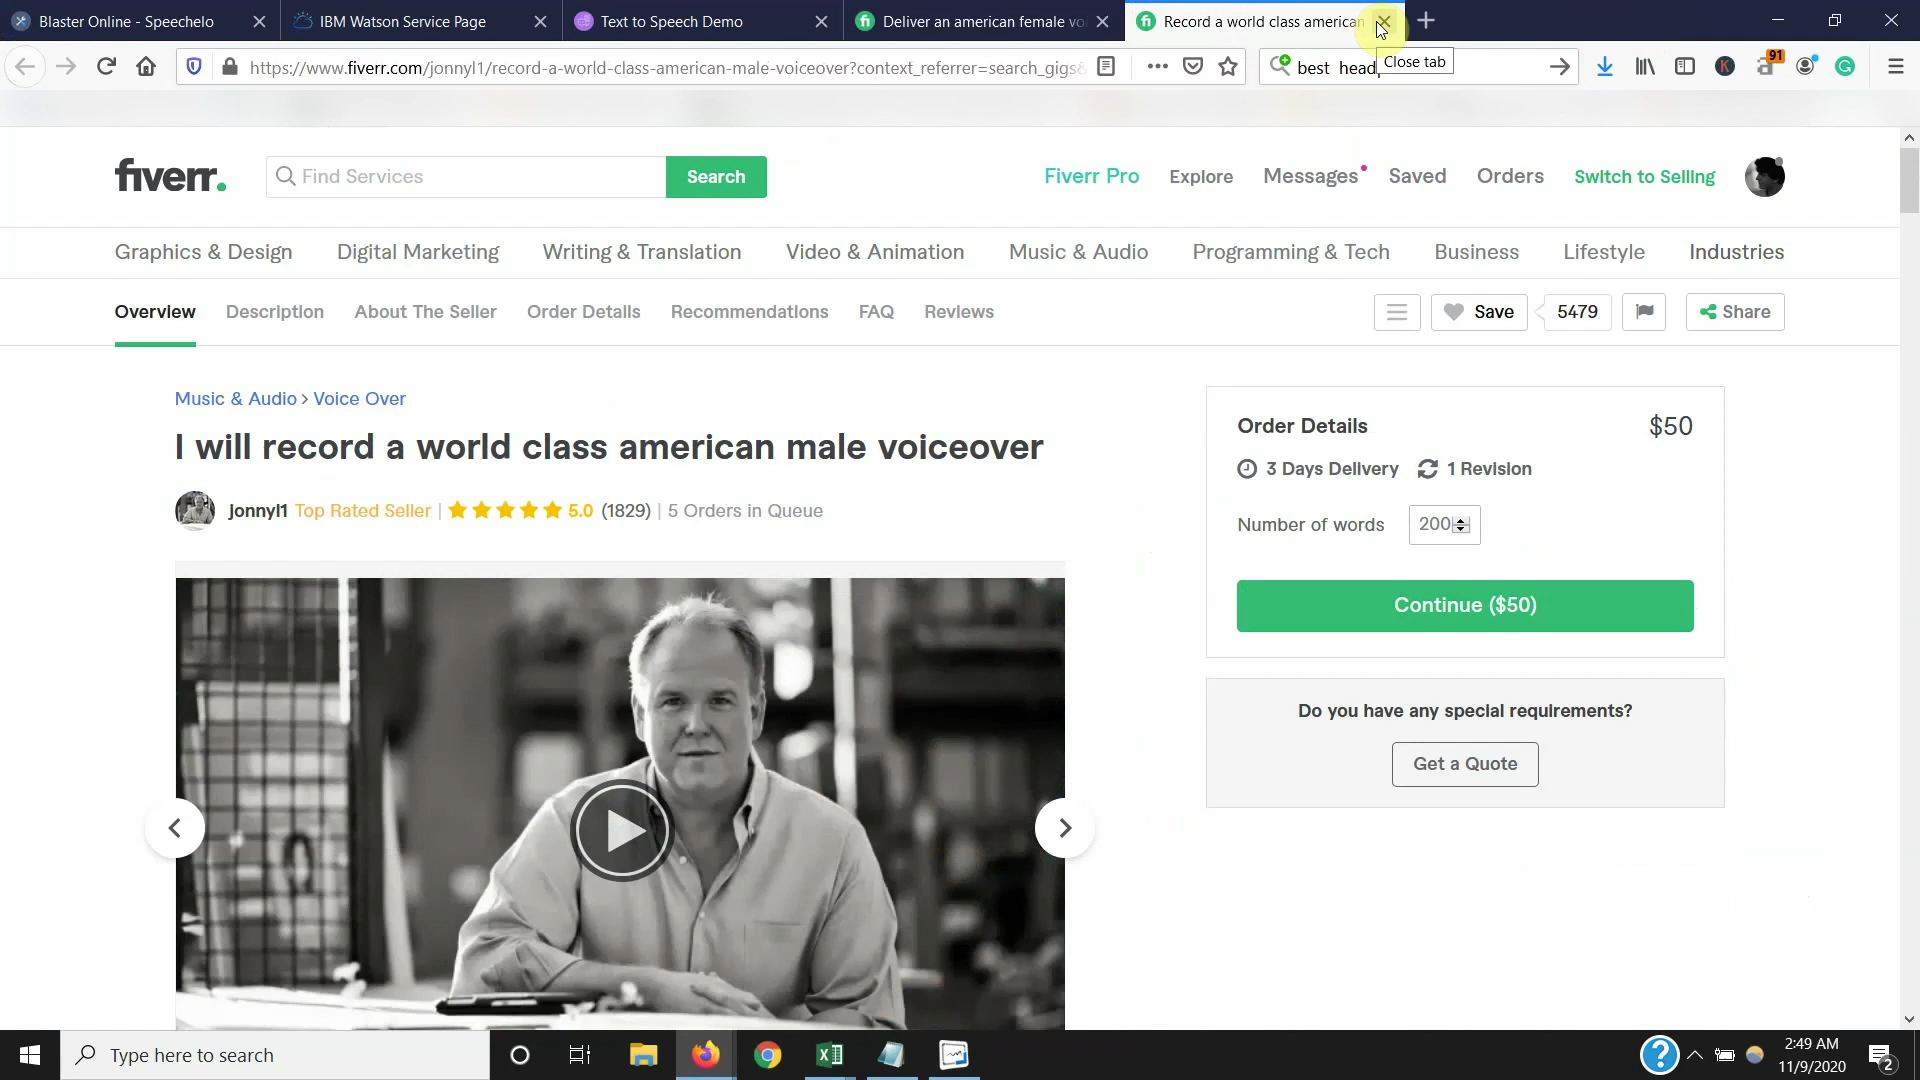 Blaster Online - Speechelo
IBM Watson Service Page
Text to Speech Demo
Deliver an american female vo
Record a world class american
https://www.fiverr.com/jonnyl1/record-a-world-class-american-male-voiceover?context_referrer=search_gigs&
best head
Close tab
91
fiverr.
Find Services
Search
Fiverr Pro
Explore
Messages
Saved
Orders
Switch to Selling
Graphics & Design
Digital Marketing
Writing & Translation
Video & Animation
Music & Audio
Programming & Tech
Business
Lifestyle
Industries
Overview
Description
About The Seller
Order Details
Recommendations
FAQ
Reviews
Save
5479
Share
Music & Audio > Voice Over
I will record a world class american male voiceover
jonnyl1 Top Rated Seller | 5.0 (1829) | 5 Orders in Queue
Order Details
$50
3 Days Delivery
1 Revision
Number of words
200
Continue ($50)
Do you have any special requirements?
Get a Quote
Type here to search
2:49 AM
11/9/2020
2